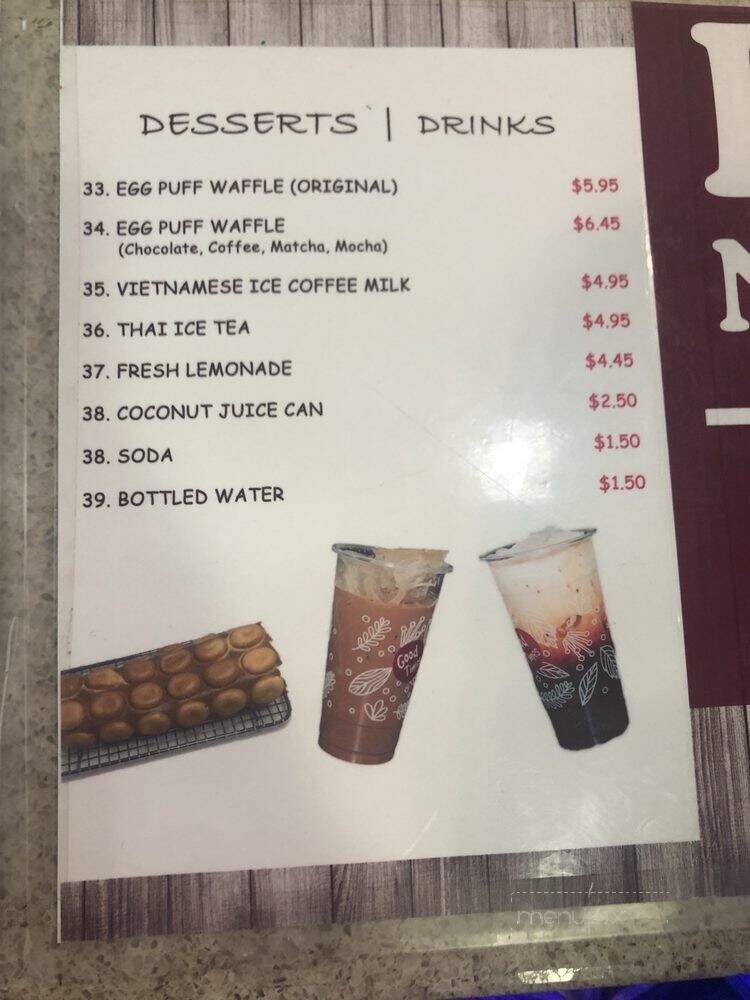 DESSERTS | DRINKS
33. EGG PUFF WAFFLE (ORIGINAL) $5.95
34. EGG PUFF WAFFLE $6.45
(Chocolate, Coffee, Matcha, Mocha)
35. VIETNAMESE ICE COFFEE MILK $4.95
36. THAI ICE TEA $4.95
37. FRESH LEMONADE $4.45
38. COCONUT JUICE CAN $2.50
38. SODA $1.50
39. BOTTLED WATER $1.50
Good